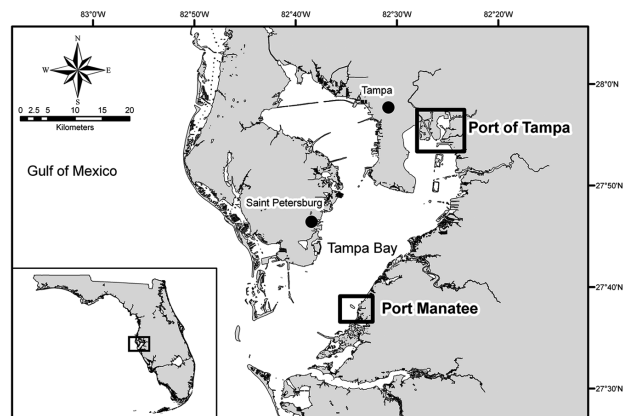 83°0'W 82°50'W 82°40'W 82°30'W 82°20'W
N
W E
S
0 2.5 5 10 15 20
Kilometers
28°0'N
Tampa
Port of Tampa
Gulf of Mexico
27°50'N
Saint Petersburg
Tampa Bay
27°40'N
Port Manatee
27°30'N